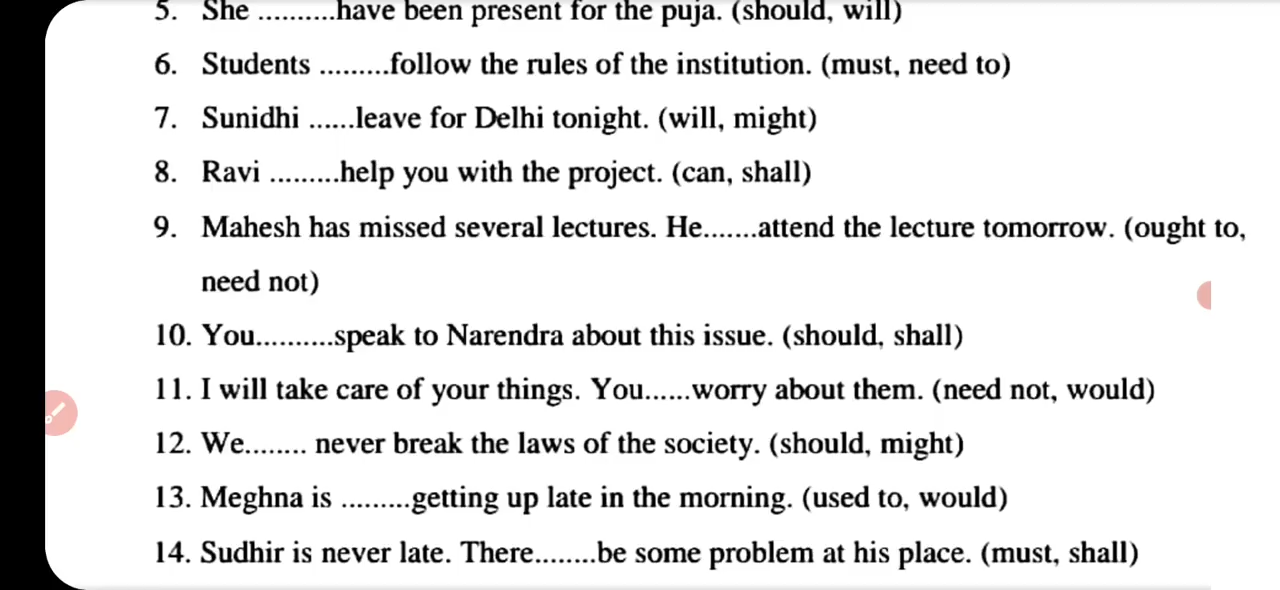 5. She ..........have been present for the puja. (should, will)
6. Students .........follow the rules of the institution. (must, need to)
7. Sunidhi ......leave for Delhi tonight. (will, might)
8. Ravi .........help you with the project. (can, shall)
9. Mahesh has missed several lectures. He.......attend the lecture tomorrow. (ought to,
need not)
10. You..........speak to Narendra about this issue. (should, shall)
11. I will take care of your things. You......worry about them. (need not, would)
12. We........ never break the laws of the society. (should, might)
13. Meghna is .........getting up late in the morning. (used to, would)
14. Sudhir is never late. There........be some problem at his place. (must, shall)